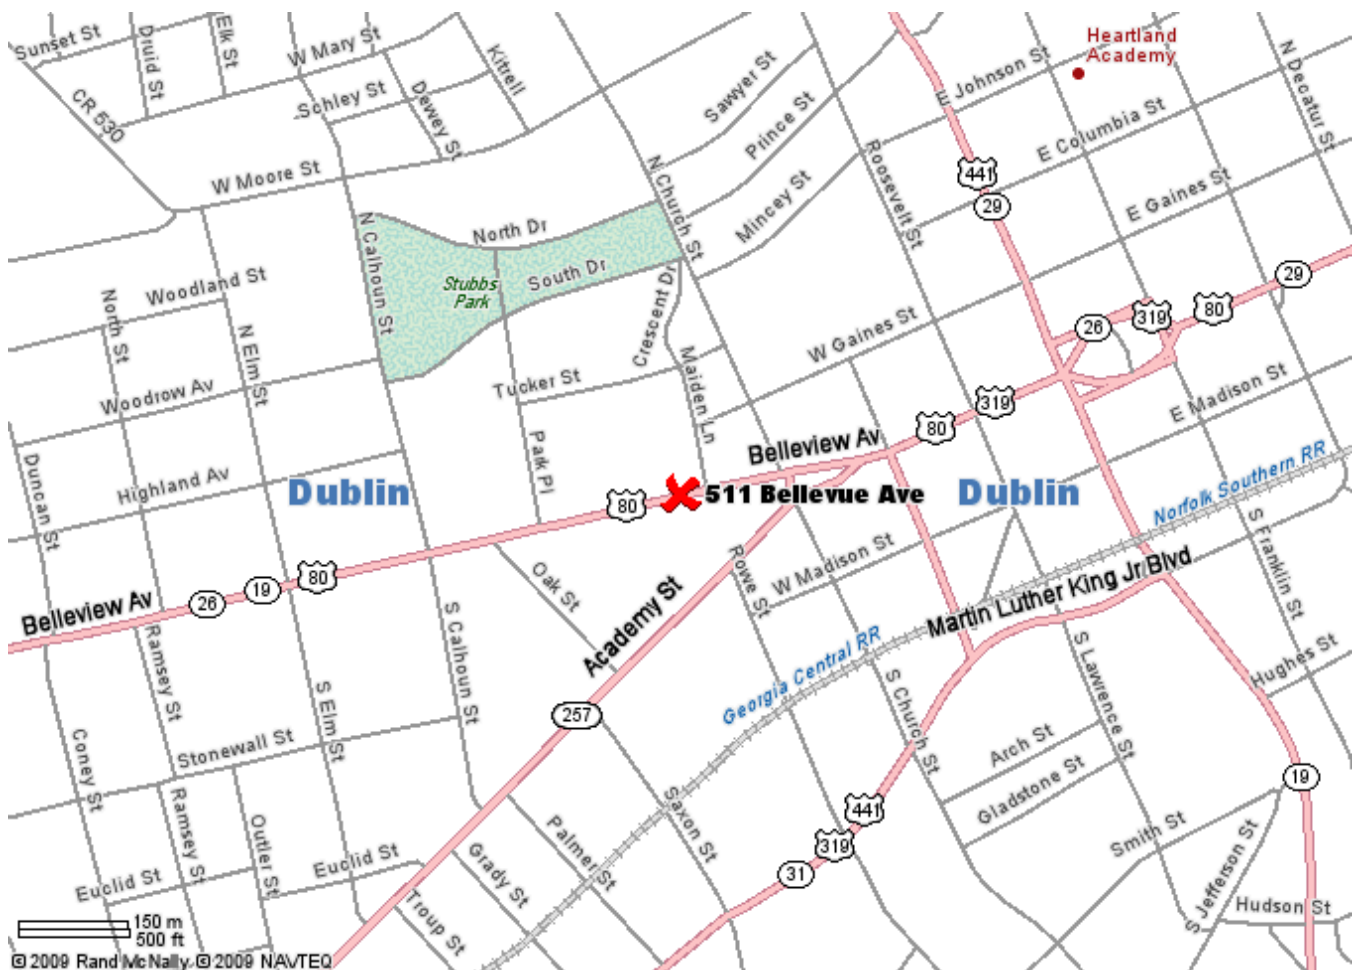 Sunset St
Druid St
Elk St
W Mary St
Kitrell
Schley St
Dewey St
CR 530
W Moore St
Sawyer St
Prince St
Mincey St
N Church St
Roosevelt St
E
Johnson St
Heartland
Academy
N Decatur St
E Columbia St
441
29
E Gaines St
N Calhoun St
North Dr
South Dr
Stubbs
Park
Crescent Dr
Woodland St
North St
N Elm St
Woodrow Av
Tucker St
Maiden Ln
W Gaines St
26
319
80
29
319
80
E Madison St
Belleview Av
Park Pl
Duncan St
Highland Av
Dublin
80
511 Bellevue Ave
Dublin
Norfolk Southern RR
S Franklin St
Oak St
Rowe St
W Madison St
Academy St
Martin Luther King Jr Blvd
Belleview Av
26
19
80
Ramsey St
S Calhoun St
Georgia Central RR
S Church St
S Lawrence St
Hughes St
S Elm St
257
Stonewall St
Coney St
Arch St
Gladstone St
19
Ramsey St
Outler St
Saxon St
441
319
31
Smith St
S Jefferson St
Euclid St
Euclid St
Palmer St
Grady St
Troup St
Hudson St
150 m
500 ft
© 2009 Rand McNally © 2009 NAVTEQ